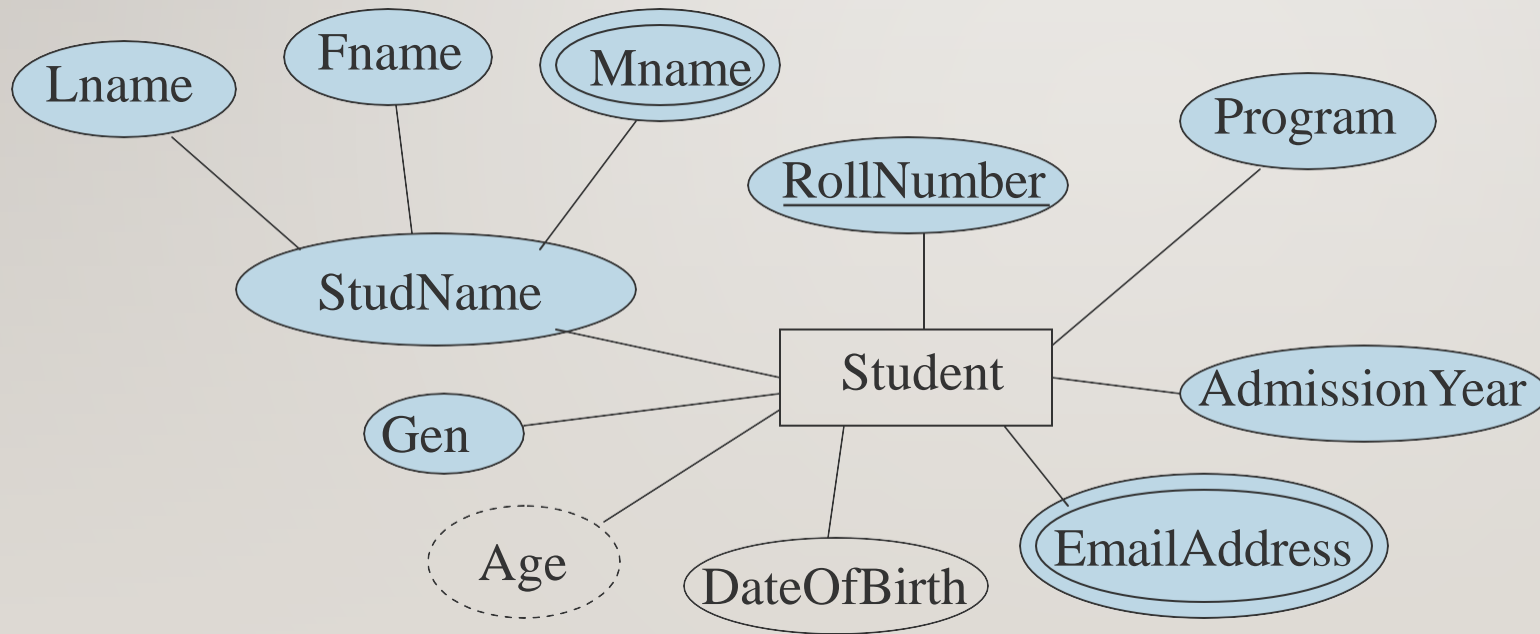 Lname
Fname
Mname
RollNumber
Program
StudName
Student
AdmissionYear
Gen
Age
DateOfBirth
EmailAddress